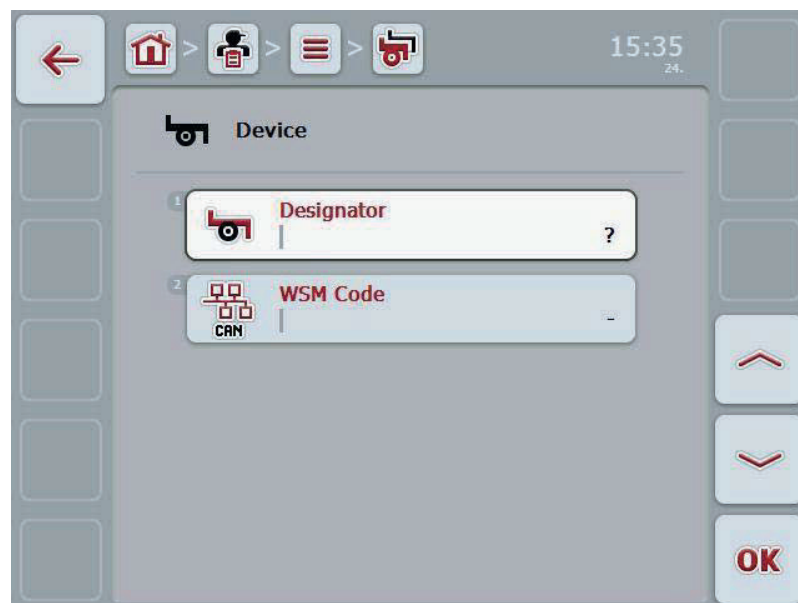 > > >
15:35
24.
Device
1
Designator
?
2
WSM Code
CAN
-
OK